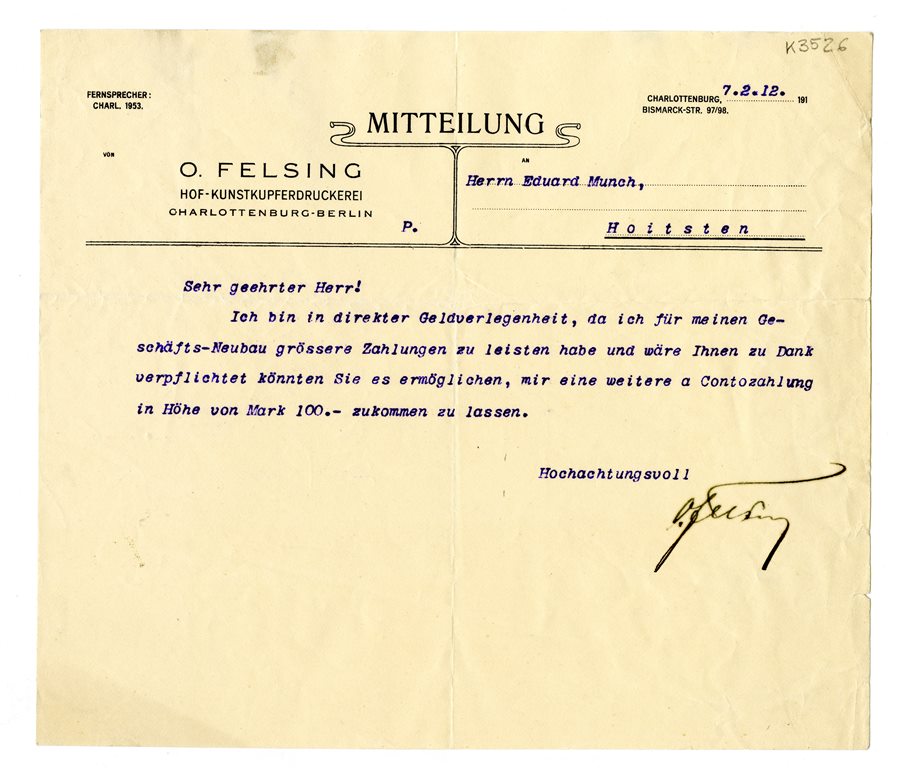 K3526
FERNSPRECHER:
CHARL. 1953.
CHARLOTTENBURG, 7.2.12. 191
BISMARCK-STR. 97/98.
MITTEILUNG
VON
AN
O. FELSING
HOF-KUNSTKUPFERDRUCKEREI
CHARLOTTENBURG-BERLIN
Herrn Eduard Munch,
P.
Hoitsten
Sehr geehrter Herr!
Ich bin in direkter Geldverlegenheit, da ich für meinen Ge-
schäfts-Neubau grössere Zahlungen zu leisten habe und wäre Ihnen zu Dank
verpflichtet könnten Sie es ermöglichen, mir eine weitere a Contozahlung
in Höhe von Mark 100.- zukommen zu lassen.
Hochachtungsvoll
O. Felsing